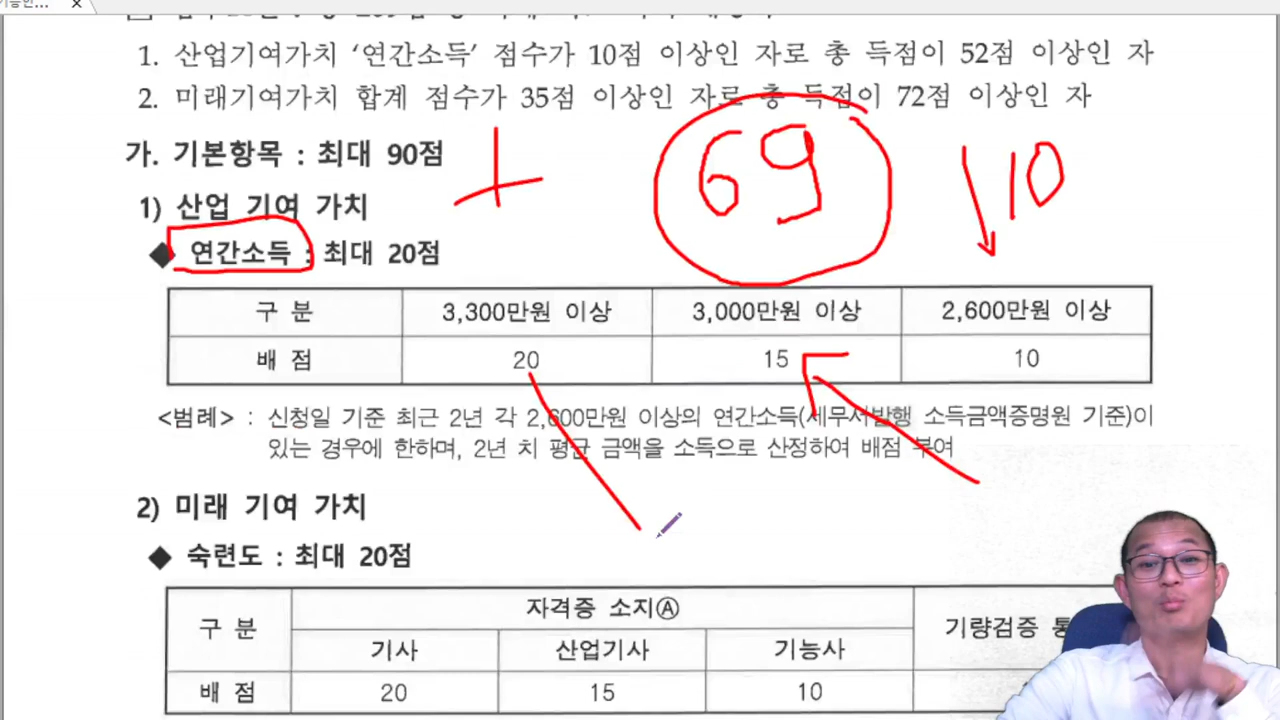 1. 산업기여가치 ‘연간소득’ 점수가 10점 이상인 자로 총 득점이 52점 이상인 자
2. 미래기여가치 합계 점수가 35점 이상인 자로 총 득점이 72점 이상인 자
가. 기본항목 : 최대 90점
69
10
1) 산업 기여 가치
◆ 연간소득 : 최대 20점
구 분 3,300만원 이상 3,000만원 이상 2,600만원 이상
배 점 20 15 10
<범례> : 신청일 기준 최근 2년 각 2,600만원 이상의 연간소득(세무서발행 소득금액증명원 기준)이
있는 경우에 한하며, 2년 치 평균 금액을 소득으로 산정하여 배점 부여
2) 미래 기여 가치
◆ 숙련도 : 최대 20점
구 분 자격증 소지Ⓐ 기량검증 통
기사 산업기사 기능사
배 점 20 15 10